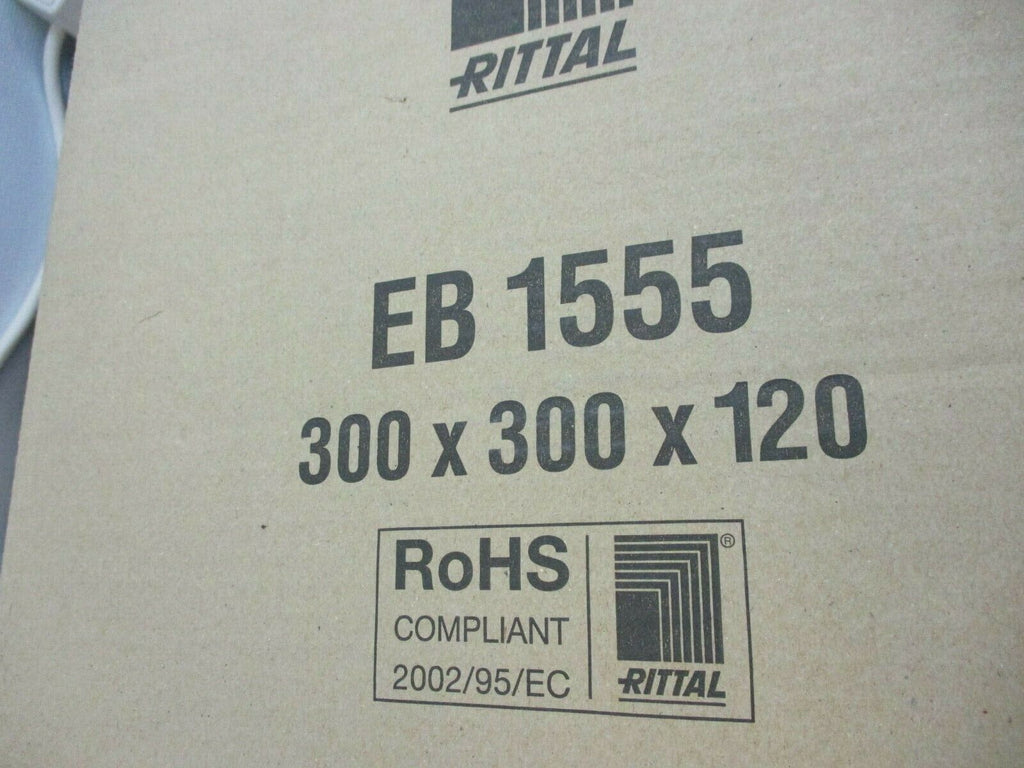 RITTAL
EB 1555
300 x 300 x 120
RoHS
COMPLIANT
2002/95/EC
®
RITTAL